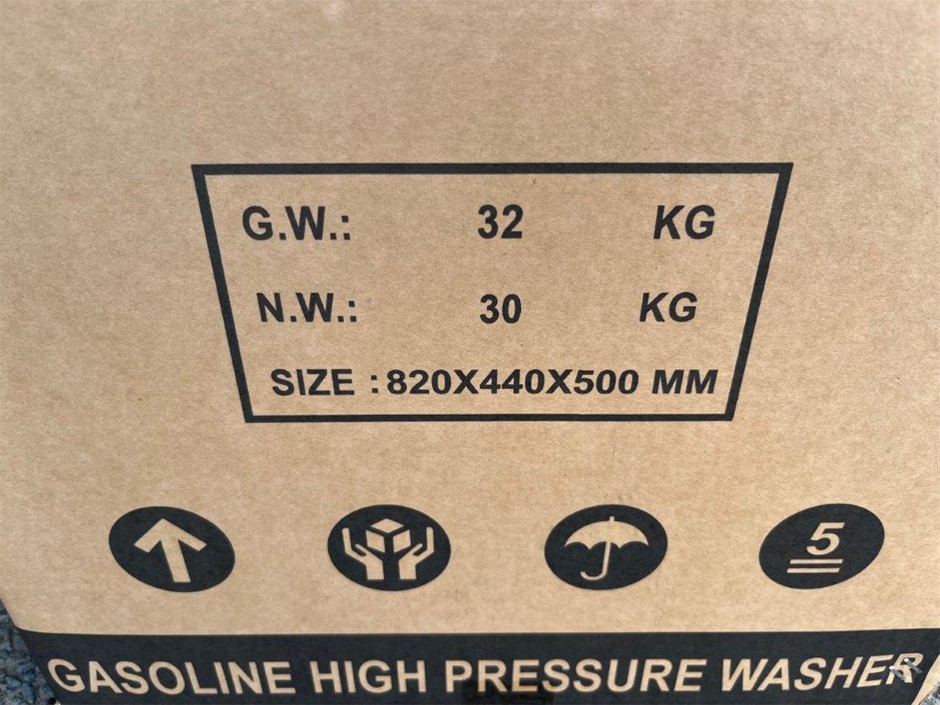 G.W.: 32 KG
N.W.: 30 KG
SIZE : 820X440X500 MM
5
GASOLINE HIGH PRESSURE WASHER